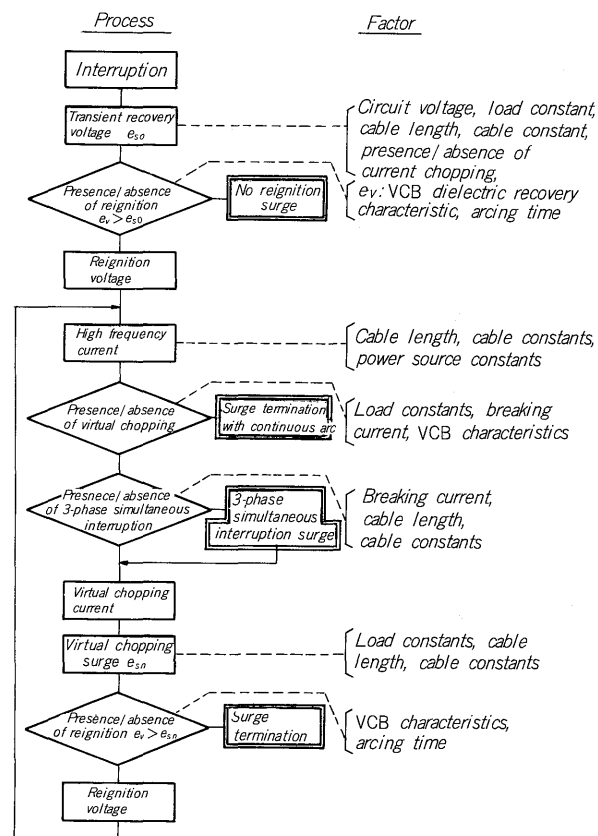 Process
Factor
Interruption
Transient recovery
voltage eso
Circuit voltage, load constant,
cable length, cable constant,
presence/absence of
current chopping,
ev: VCB dielectric recovery
characteristic, arcing time
Presence/absence
of reignition
ev > es0
No reignition
surge
Reignition
voltage
High frequency
current
Cable length, cable constants,
power source constants
Presence/absence
of virtual chopping
Surge termination
with continuous arc
Load constants, breaking
current, VCB characteristics
Presnece/absence
of 3-phase simultaneous
interruption
3-phase
simultaneous
interruption surge
Breaking current,
cable length,
cable constants
Virtual chopping
current
Virtual chopping
surge esn
Load constants, cable
length, cable constants
Presence/absence
of reignition ev > esn
Surge
termination
VCB characteristics,
arcing time
Reignition
voltage